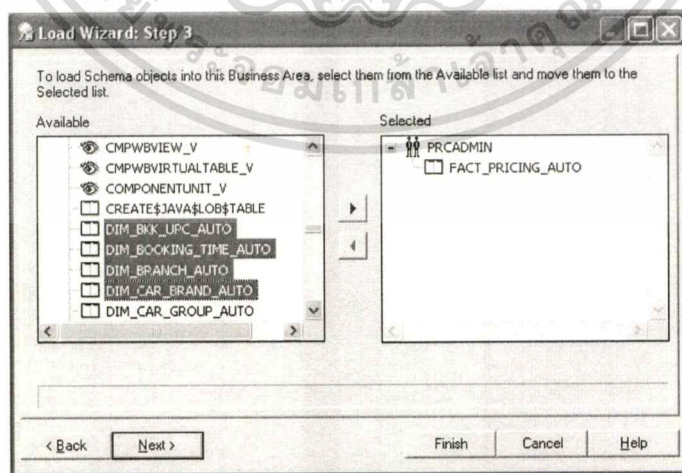 Load Wizard: Step 3
To load Schema objects into this Business Area, select them from the Available list and move them to the
Selected list.
Available
CMPWBVIEW_V
CMPWBVIRTUALTABLE_V
COMPONENTUNIT_V
CREATE$JAVA$LOB$TABLE
DIM_BKK_UPC_AUTO
DIM_BOOKING_TIME_AUTO
DIM_BRANCH_AUTO
DIM_CAR_BRAND_AUTO
DIM_CAR_GROUP_AUTO
Selected
PRCADMIN
FACT_PRICING_AUTO
< Back
Next >
Finish
Cancel
Help